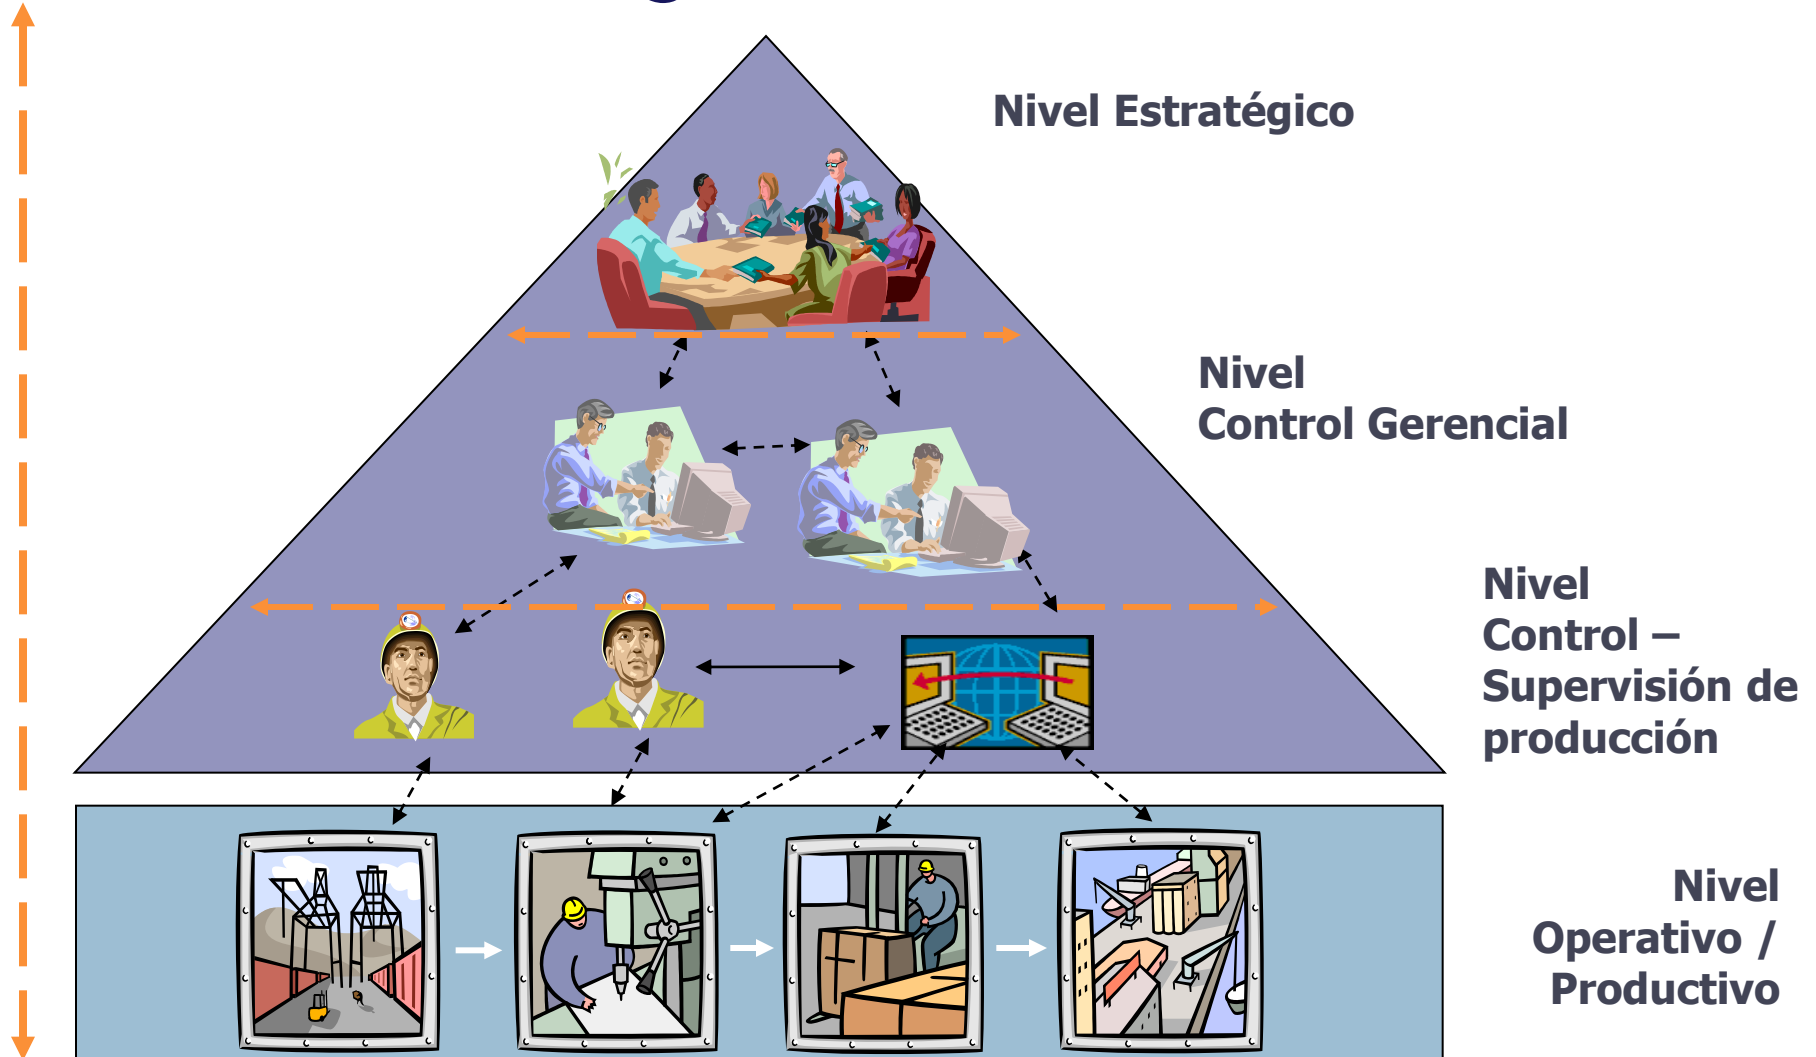 Nivel Estratégico
Nivel
Control Gerencial
Nivel
Control –
Supervisión de
producción
Nivel
Operativo /
Productivo